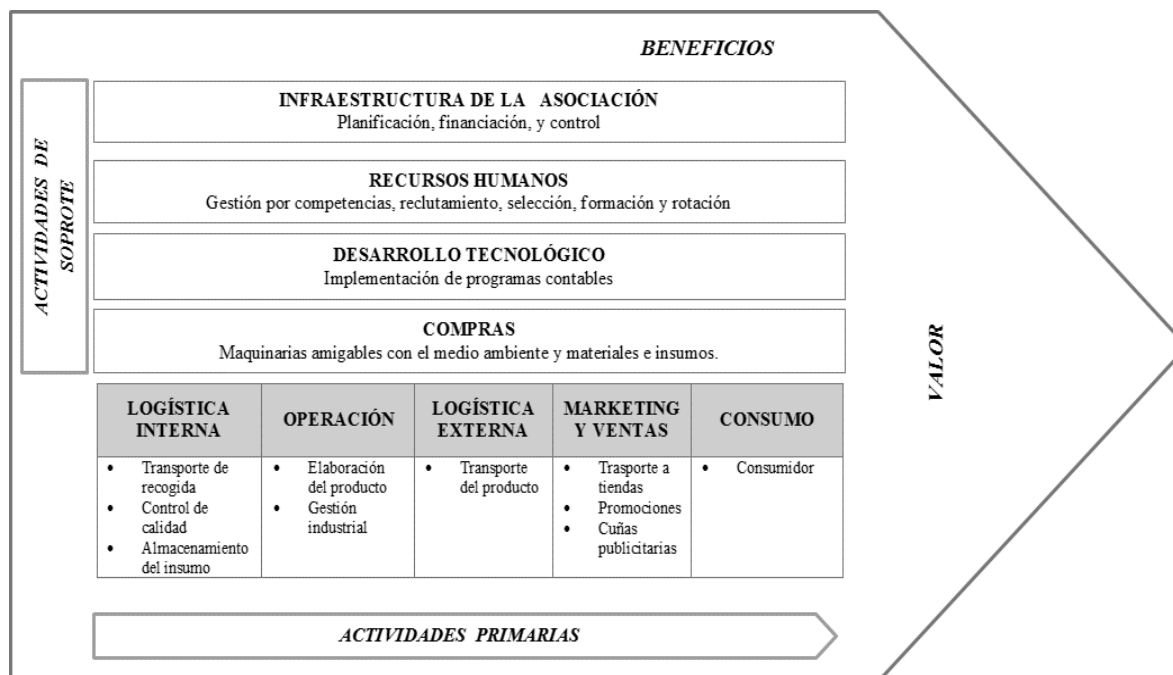 BENEFICIOS
ACTIVIDADES DE
SOPROTE
INFRAESTRUCTURA DE LA ASOCIACIÓN
Planificación, financiación, y control
RECURSOS HUMANOS
Gestión por competencias, reclutamiento, selección, formación y rotación
DESARROLLO TECNOLÓGICO
Implementación de programas contables
COMPRAS
Maquinarias amigables con el medio ambiente y materiales e insumos.
VALOR
LOGÍSTICA
INTERNA
• Transporte de
recogida
• Control de
calidad
• Almacenamiento
del insumo
OPERACIÓN
• Elaboración
del producto
• Gestión
industrial
LOGÍSTICA
EXTERNA
• Transporte
del producto
MARKETING
Y VENTAS
• Trasporte a
tiendas
• Promociones
• Cuñas
publicitarias
CONSUMO
• Consumidor
ACTIVIDADES PRIMARIAS